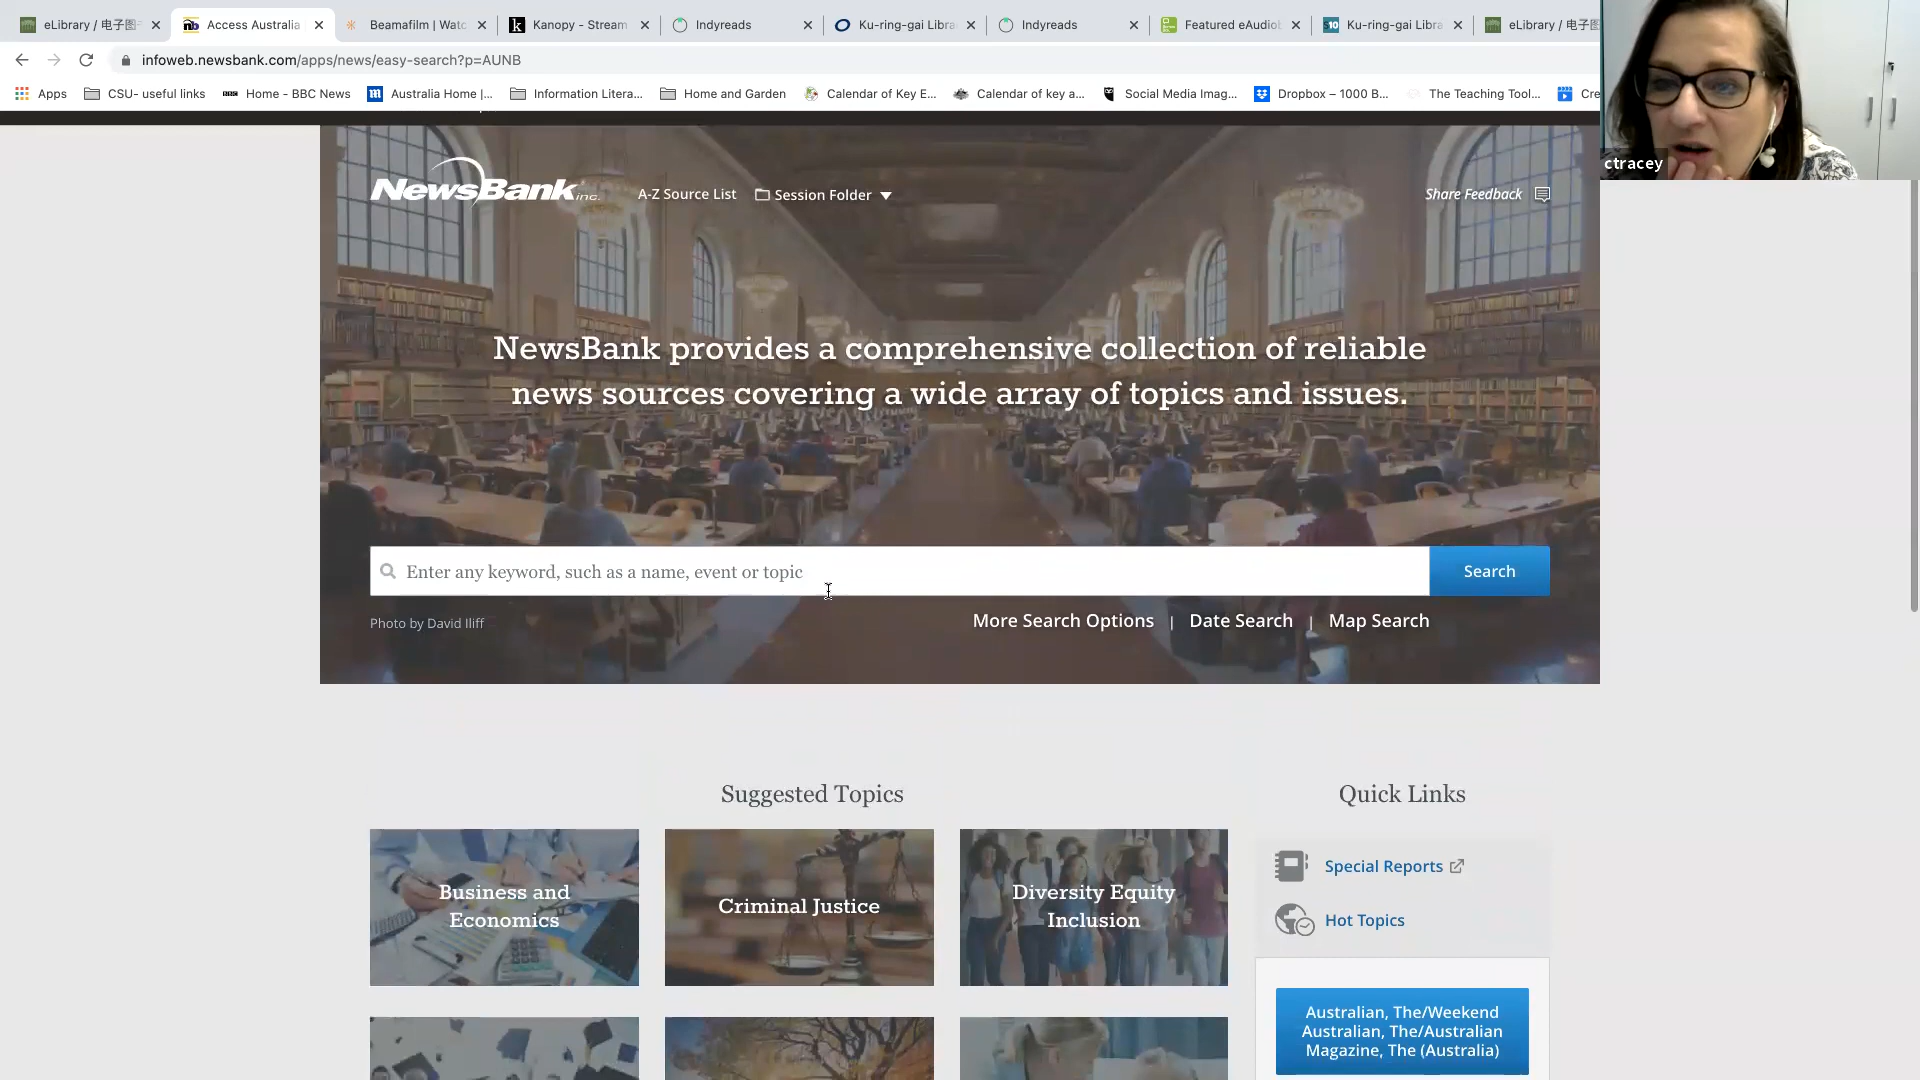 eLibrary / 电子图
Access Australia
Beamafilm | Watc
Kanopy - Stream
Indyreads
Ku-ring-gai Libra
Indyreads
Featured eAudiob
Ku-ring-gai Libra
eLibrary / 电子图
infoweb.newsbank.com/apps/news/easy-search?p=AUNB
Apps
CSU- useful links
Home - BBC News
Australia Home |...
Information Litera...
Home and Garden
Calendar of Key E...
Calendar of key a...
Social Media Imag...
Dropbox – 1000 B...
The Teaching Tool...
Cre
ctracey
NewsBank inc.
A-Z Source List
Session Folder
Share Feedback
NewsBank provides a comprehensive collection of reliable
news sources covering a wide array of topics and issues.
Enter any keyword, such as a name, event or topic
Search
Photo by David Iliff
More Search Options | Date Search | Map Search
Suggested Topics
Quick Links
Business and
Economics
Criminal Justice
Diversity Equity
Inclusion
Special Reports
Hot Topics
Australian, The/Weekend
Australian, The/Australian
Magazine, The (Australia)